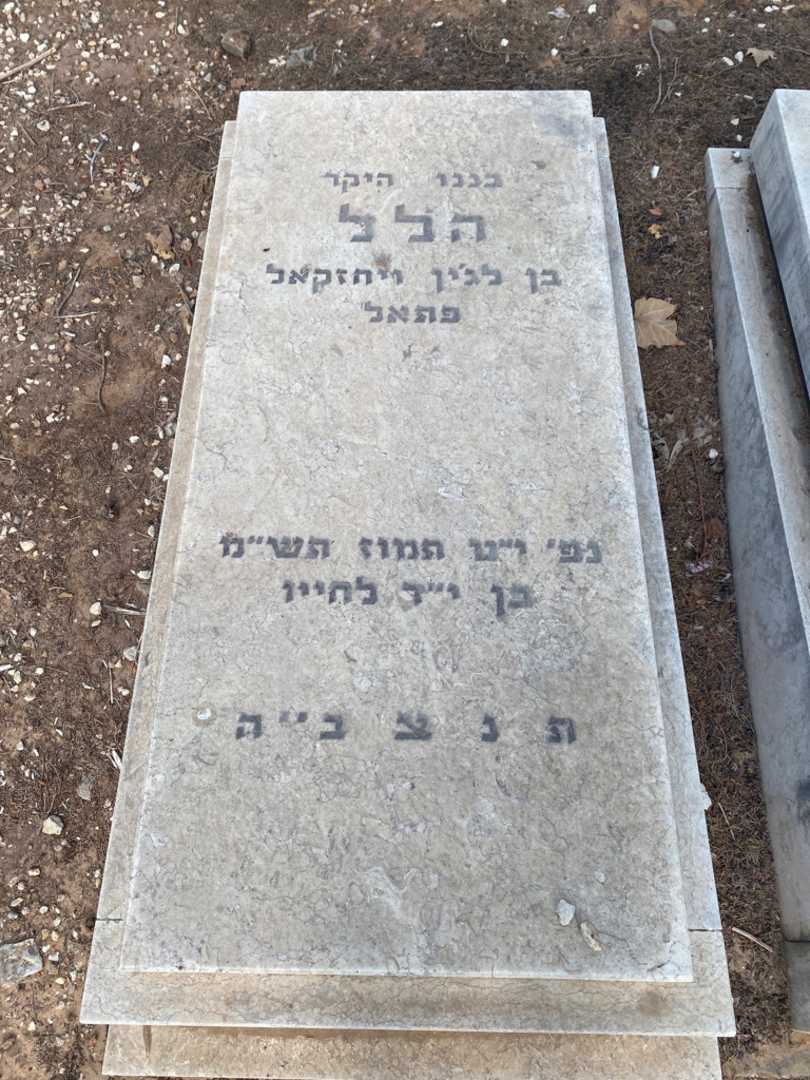 בננו היקר
הלל
בן לג׳ין ויחזקאל
פתאל
נפ׳ י״ט תמוז תש״מ
בן י״ד לחייו
ת נ צ ב״ה